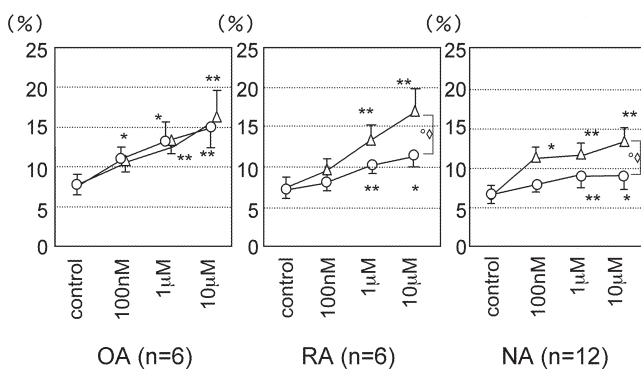 (%)
(%)
(%)
25
20
15
10
5
0
**
*
*
**
**
control
100nM
1μM
10μM
OA (n=6)
25
20
15
10
5
0
**
**
**
*
control
100nM
1μM
10μM
RA (n=6)
25
20
15
10
5
0
**
**
*
**
*
control
100nM
1μM
10μM
NA (n=12)